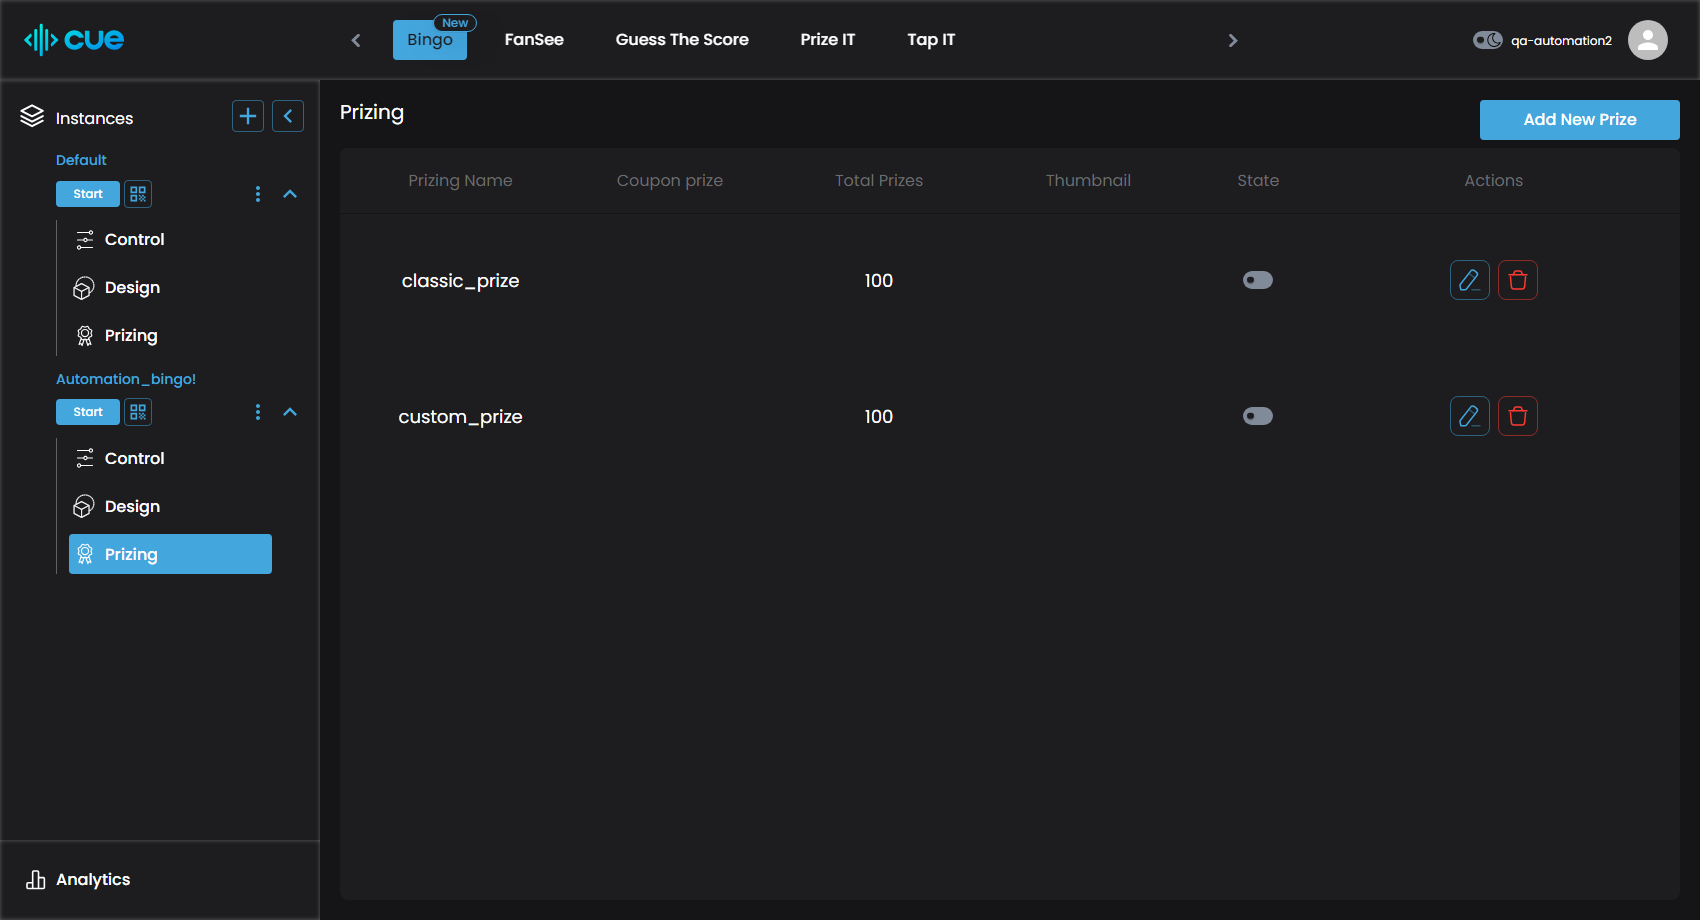 cue
Bingo
New
FanSee
Guess The Score
Prize IT
Tap IT
qa-automation2
Instances
Default
Start
Control
Design
Prizing
Automation_bingo!
Start
Control
Design
Prizing
Analytics
Prizing
Add New Prize
Prizing Name Coupon prize Total Prizes Thumbnail State Actions
classic_prize 100
custom_prize 100